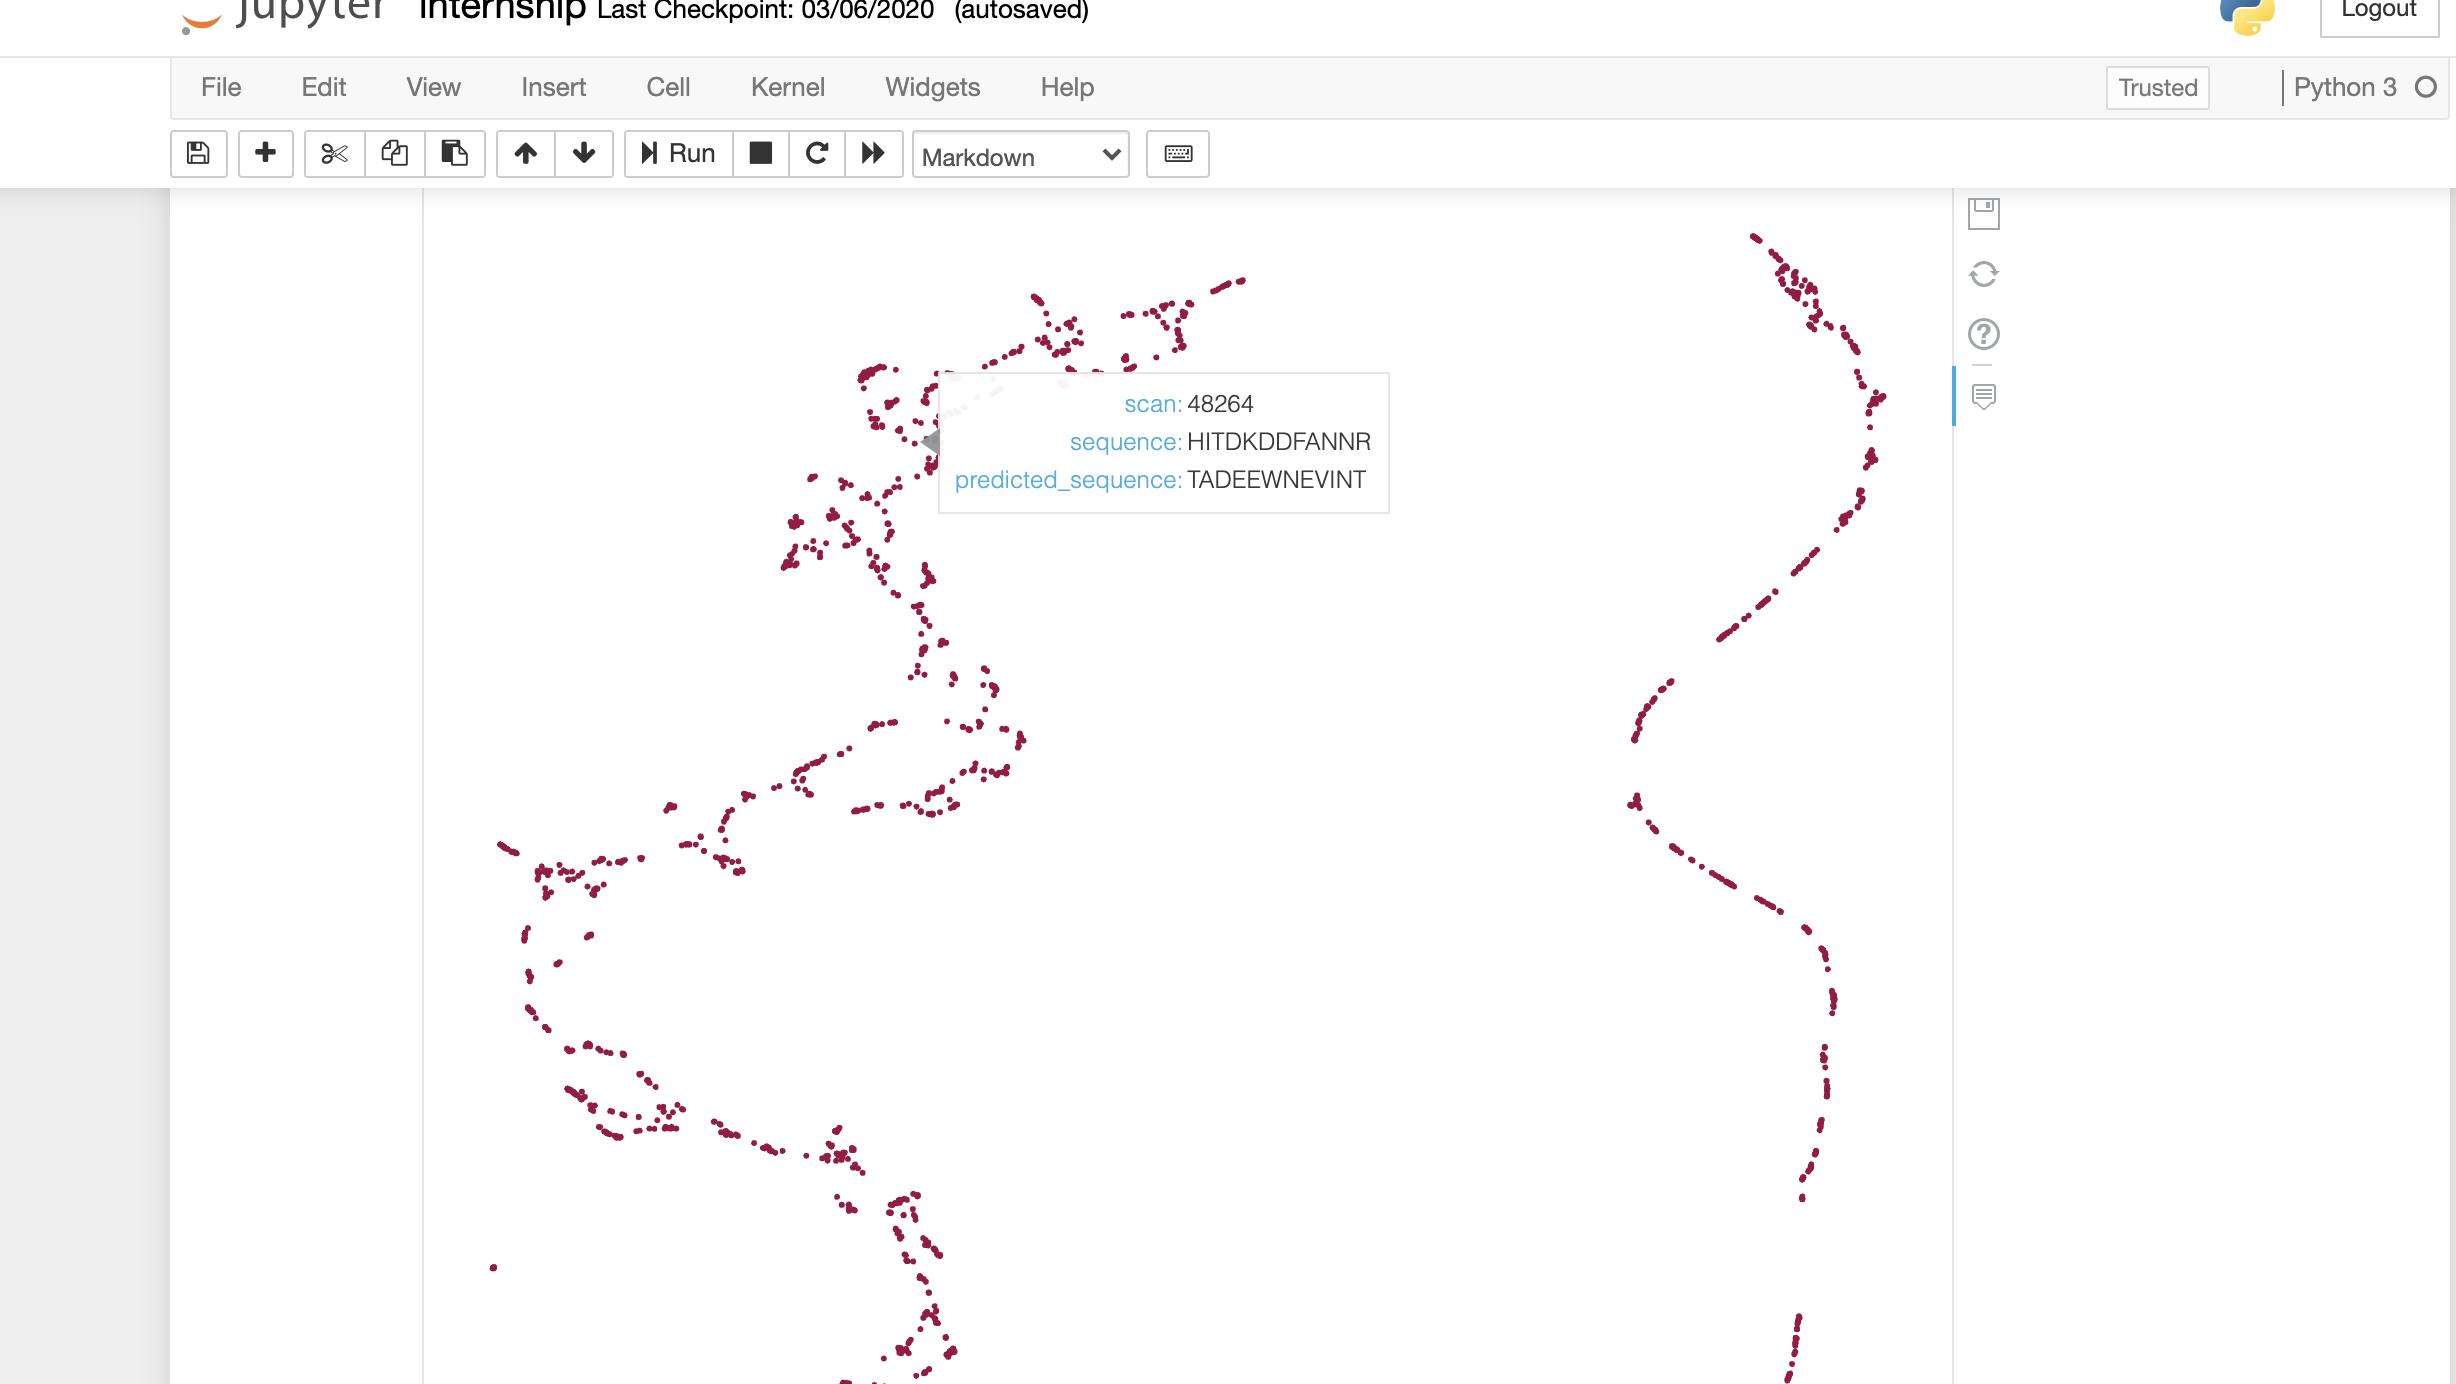 jupyter Internship Last Checkpoint: 03/06/2020 (autosaved) Logout
File Edit View Insert Cell Kernel Widgets Help Trusted Python 3
Run Markdown
scan: 48264
sequence: HITDKDDFANNR
predicted_sequence: TADEEWNEVINT